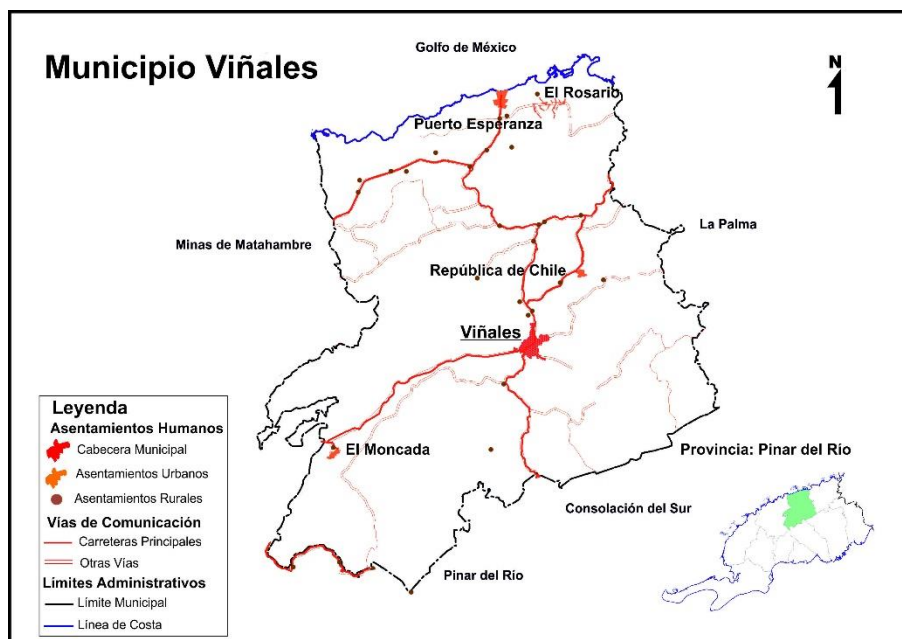 Golfo de México
Municipio Viñales
N
El Rosario
Puerto Esperanza
La Palma
Minas de Matahambre
República de Chile
Viñales
El Moncada
Provincia: Pinar del Río
Consolación del Sur
Pinar del Río
Leyenda
Asentamientos Humanos
Cabecera Municipal
Asentamientos Urbanos
Asentamientos Rurales
Vías de Comunicación
Carreteras Principales
Otras Vías
Límites Administrativos
Límite Municipal
Línea de Costa